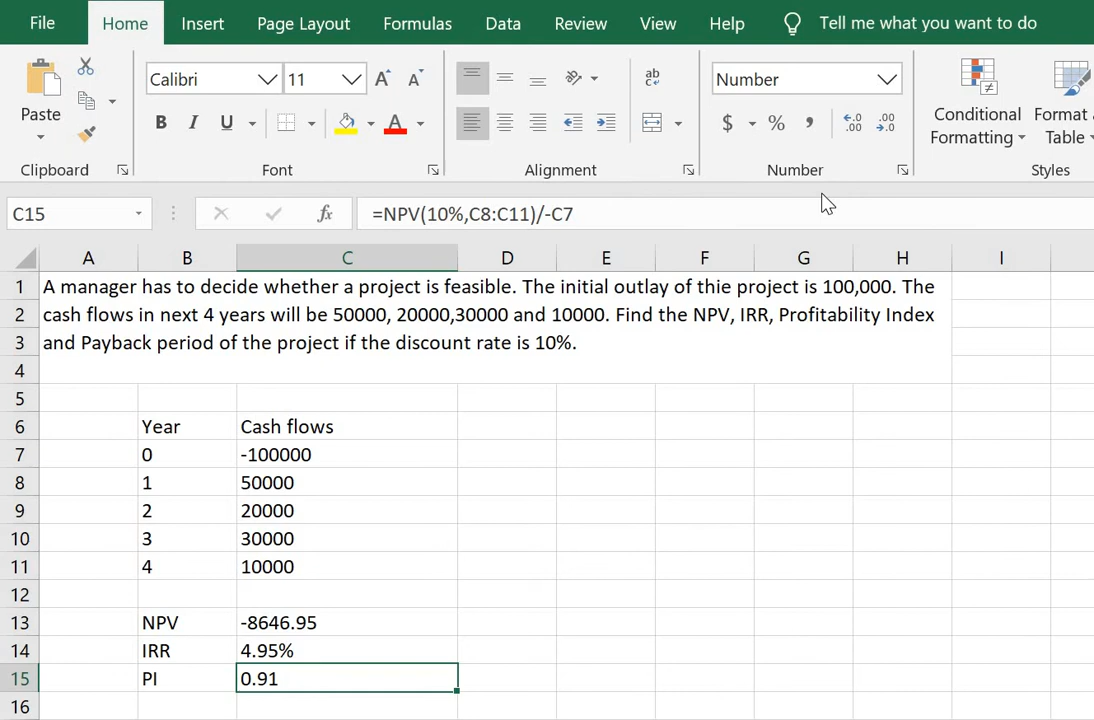 File Home Insert Page Layout Formulas Data Review View Help Tell me what you want to do
Paste
Calibri 11 A A ab
Number
B I U A $ % , .0 .00 .00 .0
Conditional Formatting
Format Table
Clipboard Font Alignment Number Styles
C15 fx =NPV(10%,C8:C11)/-C7
A B C D E F G H I
1 A manager has to decide whether a project is feasible. The initial outlay of thie project is 100,000. The
2 cash flows in next 4 years will be 50000, 20000,30000 and 10000. Find the NPV, IRR, Profitability Index
3 and Payback period of the project if the discount rate is 10%.
4
5
6 Year Cash flows
7 0 -100000
8 1 50000
9 2 20000
10 3 30000
11 4 10000
12
13 NPV -8646.95
14 IRR 4.95%
15 PI 0.91
16